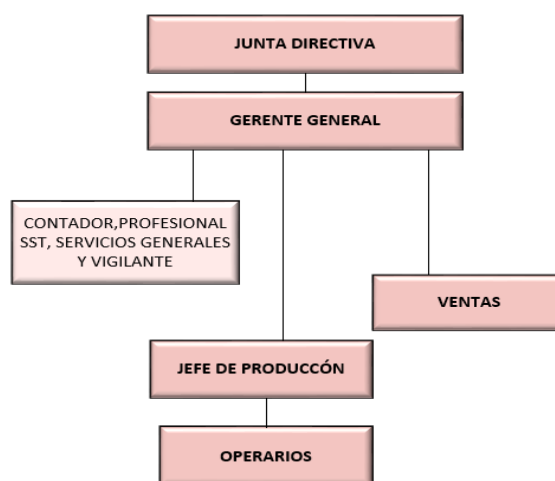 JUNTA DIRECTIVA
GERENTE GENERAL
CONTADOR,PROFESIONAL
SST, SERVICIOS GENERALES
Y VIGILANTE
VENTAS
JEFE DE PRODUCCÓN
OPERARIOS